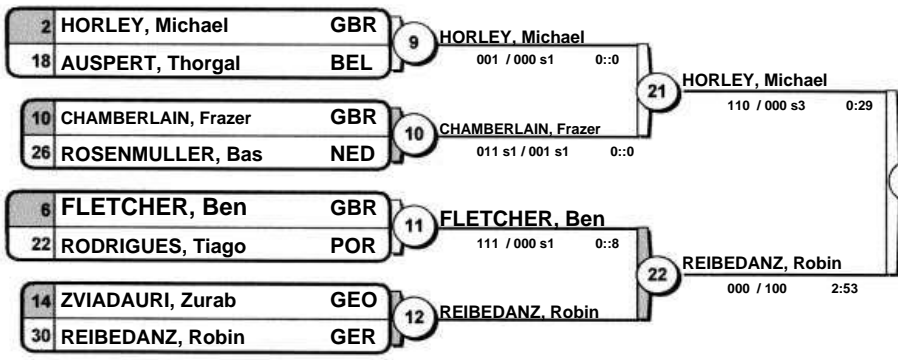 2 HORLEY, Michael GBR
18 AUSPERT, Thorgal BEL
9
HORLEY, Michael
001 / 000 s1 0::0
10 CHAMBERLAIN, Frazer GBR
26 ROSENMULLER, Bas NED
10
CHAMBERLAIN, Frazer
011 s1 / 001 s1 0::0
21
HORLEY, Michael
110 / 000 s3 0:29
6 FLETCHER, Ben GBR
22 RODRIGUES, Tiago POR
11
FLETCHER, Ben
111 / 000 s1 0::8
14 ZVIADAURI, Zurab GEO
30 REIBEDANZ, Robin GER
12
REIBEDANZ, Robin
22
REIBEDANZ, Robin
000 / 100 2:53